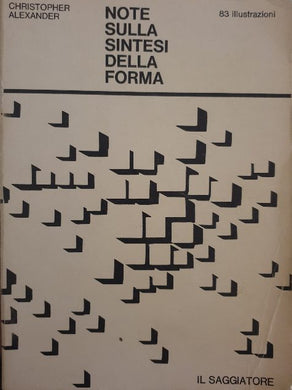 CHRISTOPHER
ALEXANDER
NOTE
SULLA
SINTESI
DELLA
FORMA
83 illustrazioni
IL SAGGIATORE